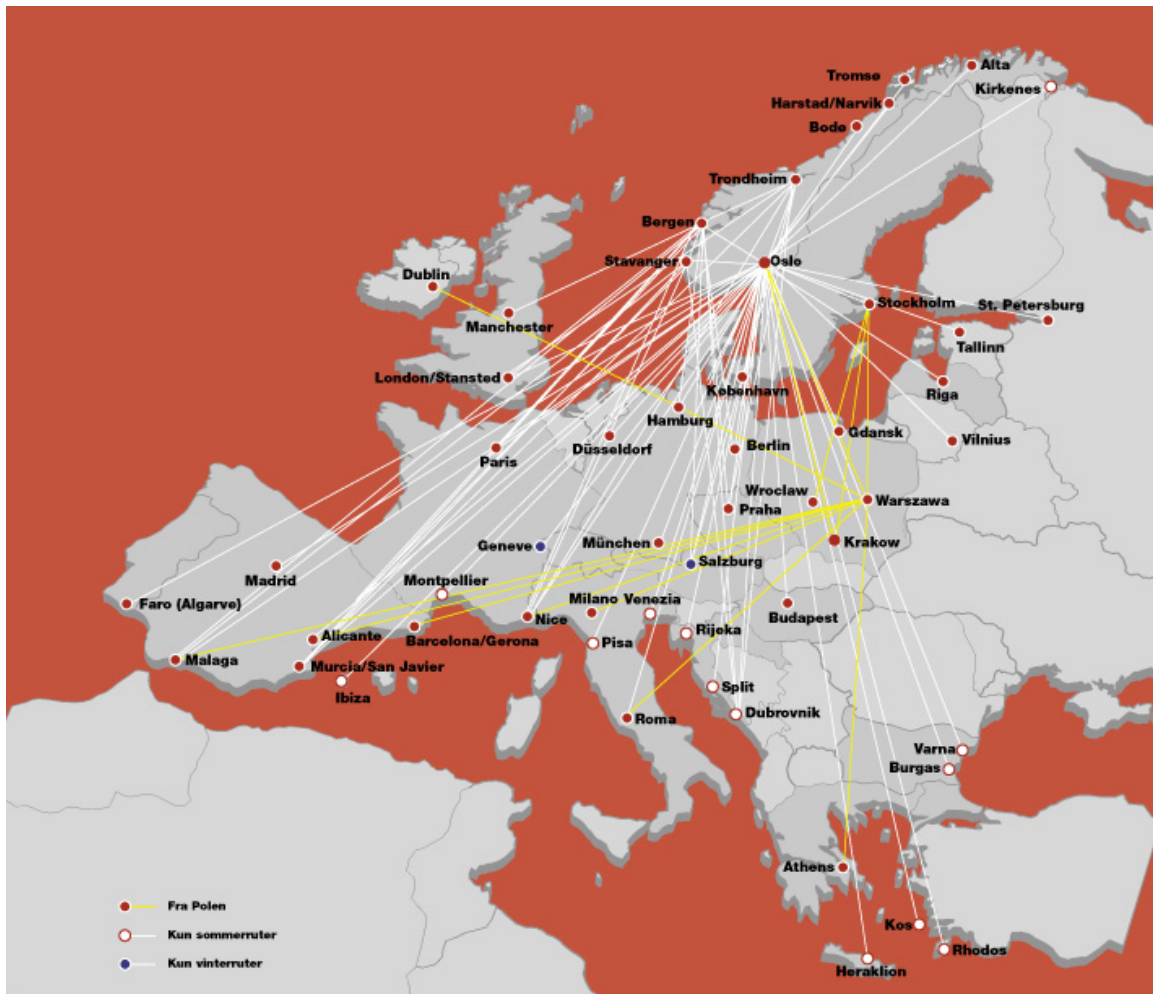 Alta
Tromsø
Kirkenes
Harstad/Narvik
Bodø
Trondheim
Bergen
Stavanger
Oslo
Dublin
Stockholm
St. Petersburg
Manchester
Tallinn
London/Stansted
København
Riga
Hamburg
Gdansk
Vilnius
Paris
Düsseldorf
Berlin
Wroclaw
Warszawa
Praha
Geneve
München
Krakow
Salzburg
Madrid
Montpellier
Faro (Algarve)
Milano
Venezia
Budapest
Alicante
Barcelona/Gerona
Nice
Rijeka
Pisa
Malaga
Murcia/San Javier
Ibiza
Split
Roma
Dubrovnik
Varna
Burgas
Athens
Fra Polen
Kos
Kun sommerruter
Rhodos
Kun vinterruter
Heraklion